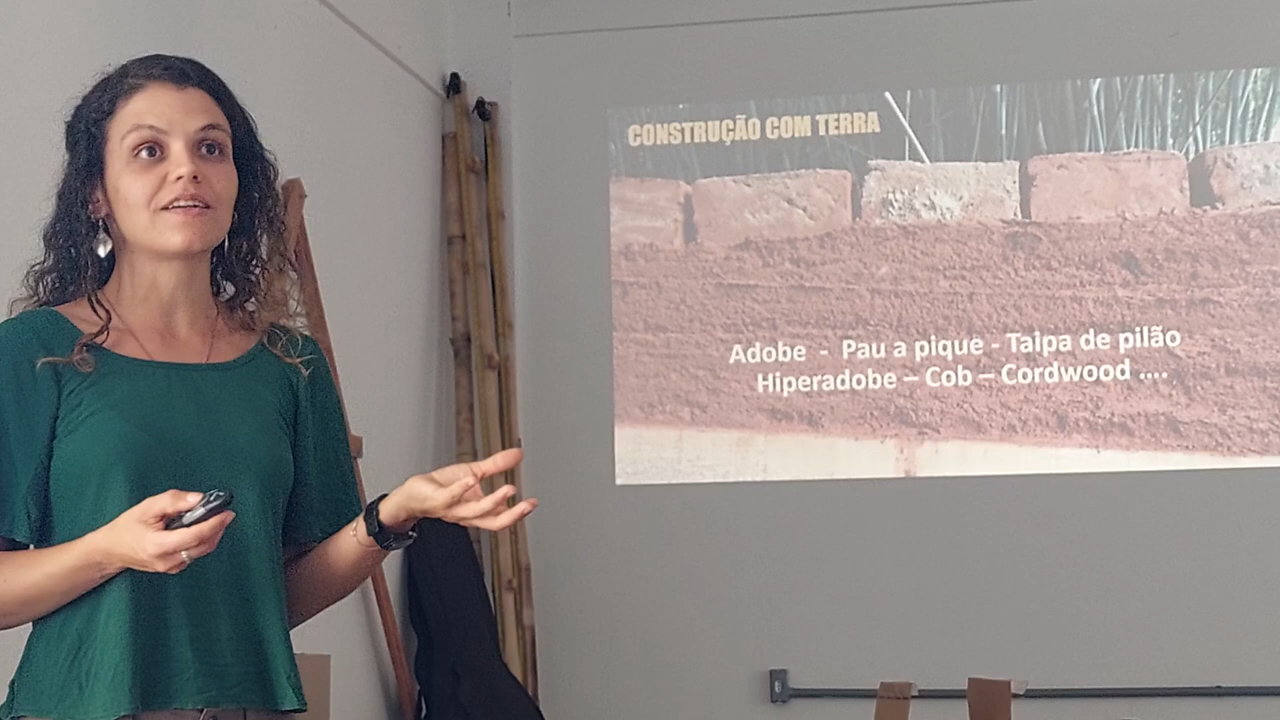 CONSTRUÇÃO COM TERRA
Adobe - Pau a pique - Taipa de pilão
Hiperadobe – Cob – Cordwood ....